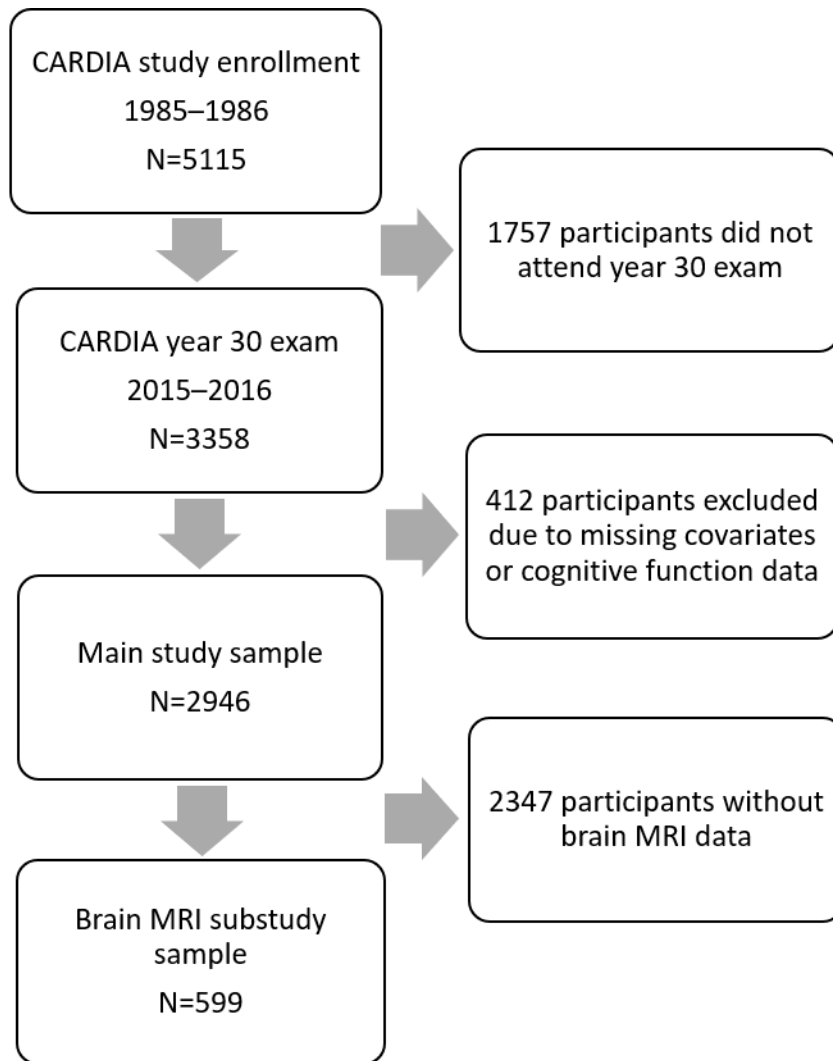 CARDIA study enrollment
1985–1986
N=5115
1757 participants did not
attend year 30 exam
CARDIA year 30 exam
2015–2016
N=3358
412 participants excluded
due to missing covariates
or cognitive function data
Main study sample
N=2946
2347 participants without
brain MRI data
Brain MRI substudy
sample
N=599